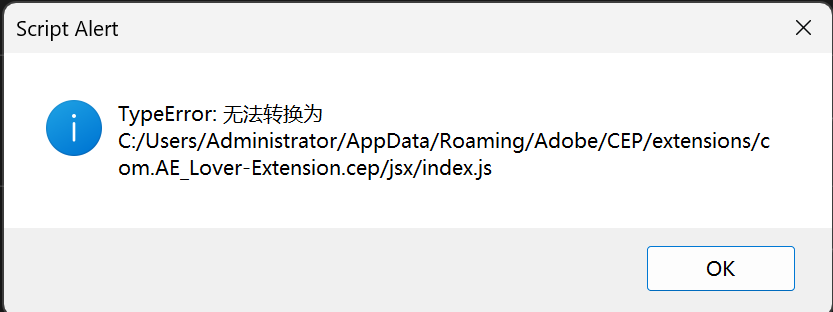 Script Alert
TypeError: 无法转换为
C:/Users/Administrator/AppData/Roaming/Adobe/CEP/extensions/c
om.AE_Lover-Extension.cep/jsx/index.js
OK